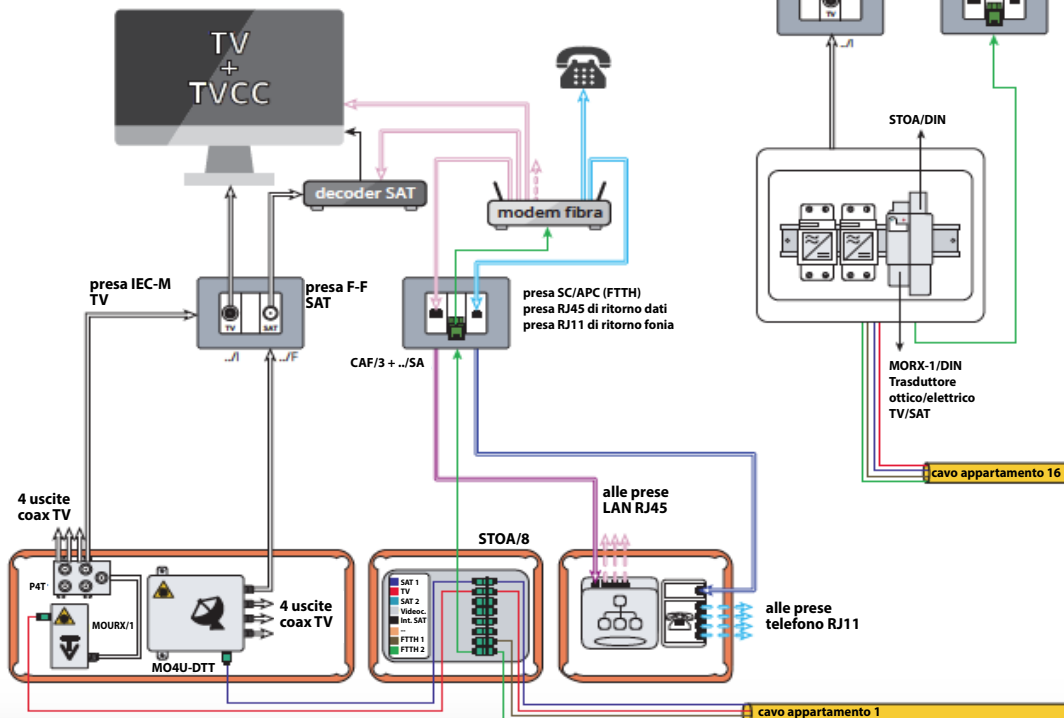 TV
+
TVCC
decoder SAT
modem fibra
TV
../I
STOA/DIN
presa IEC-M
TV
presa F-F
SAT
TV
SAT
../I
../F
presa SC/APC (FTTH)
presa RJ45 di ritorno dati
presa RJ11 di ritorno fonia
CAF/3 + ../SA
MORX-1/DIN
Trasduttore
ottico/elettrico
TV/SAT
cavo appartamento 16
4 uscite
coax TV
alle prese
LAN RJ45
STOA/8
P4T
MOURX/1
MO4U-DTT
4 uscite
coax TV
SAT 1
TV
SAT 2
Videoc.
Int. SAT
...
FTTH 1
FTTH 2
alle prese
telefono RJ11
cavo appartamento 1